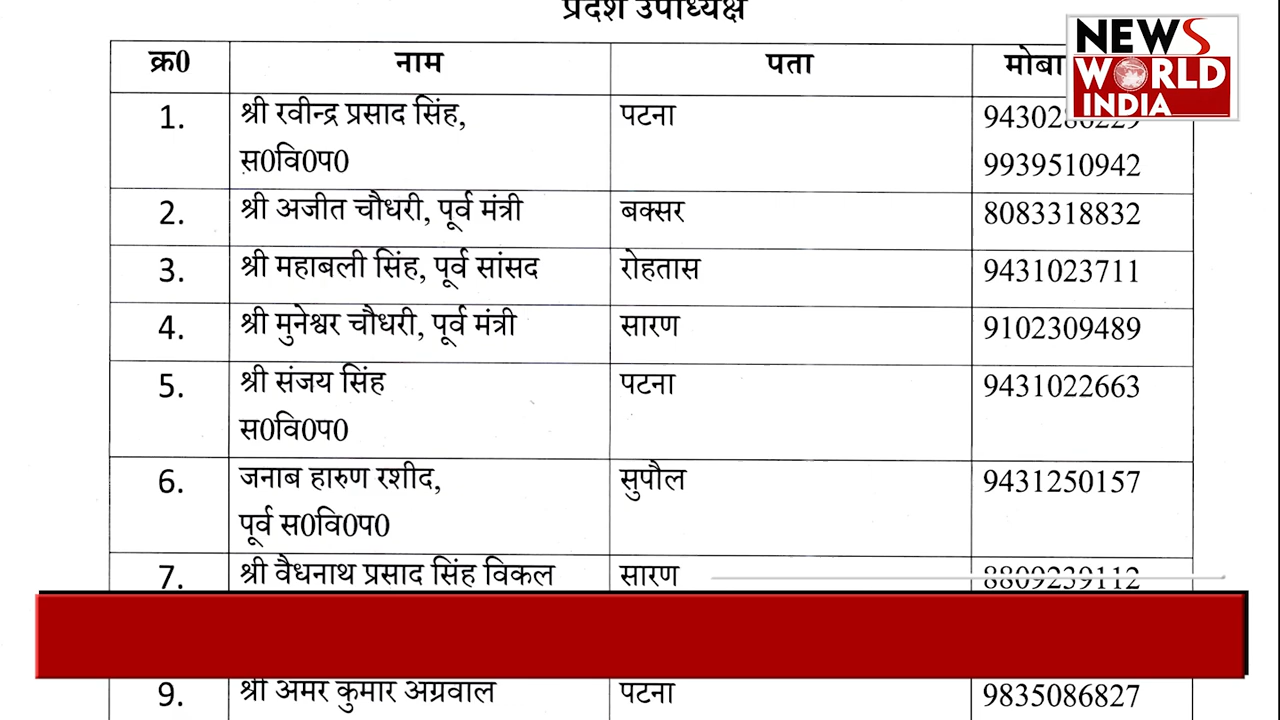 प्रदेश उपाध्यक्ष
NEWS
WORLD
INDIA
क्र0 नाम पता
1. श्री रवीन्द्र प्रसाद सिंह, पटना
स0वि0प0 9939510942
2. श्री अजीत चौधरी, पूर्व मंत्री बक्सर 8083318832
3. श्री महाबली सिंह, पूर्व सांसद रोहतास 9431023711
4. श्री मुनेश्वर चौधरी, पूर्व मंत्री सारण 9102309489
5. श्री संजय सिंह पटना 9431022663
स0वि0प0
6. जनाब हारुण रशीद, सुपौल 9431250157
पूर्व स0वि0प0
7. श्री वैधनाथ प्रसाद सिंह विकल सारण 8809239112
9. श्री अमर कुमार अग्रवाल पटना 9835086827